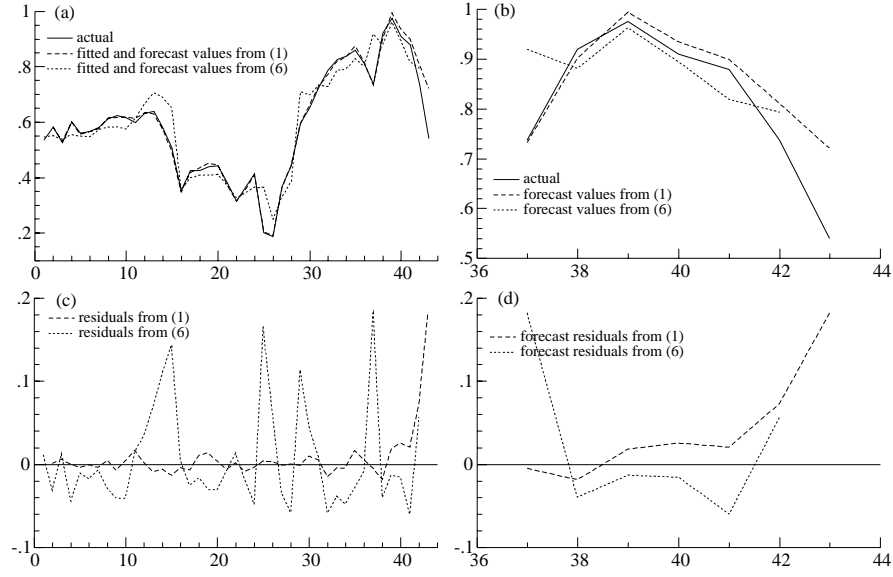 (a)
actual
fitted and forecast values from (1)
fitted and forecast values from (6)
1
.8
.6
.4
.2
0 10 20 30 40
(b)
actual
forecast values from (1)
forecast values from (6)
1
.9
.8
.7
.6
.5
36 38 40 42 44
(c)
residuals from (1)
residuals from (6)
.2
.1
0
-.1
0 10 20 30 40
(d)
forecast residuals from (1)
forecast residuals from (6)
.2
.1
0
-.1
36 38 40 42 44